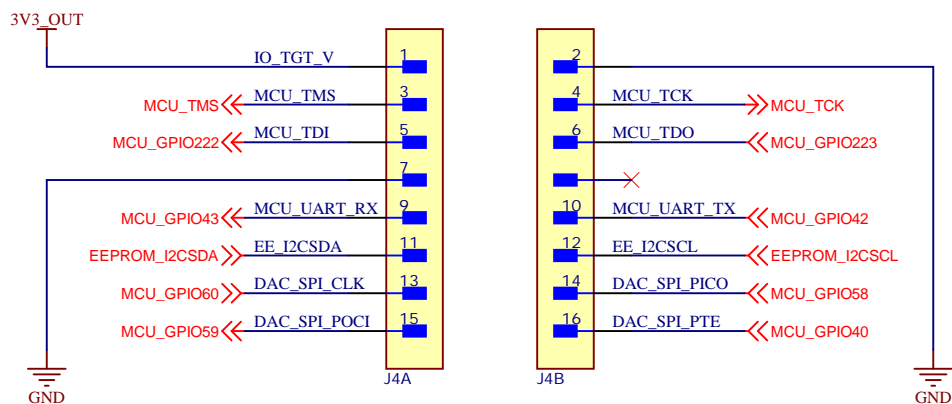 3V3_OUT
IO_TGT_V 1 2
MCU_TMS MCU_TMS 3 4 MCU_TCK MCU_TCK
MCU_GPIO222 MCU_TDI 5 6 MCU_TDO MCU_GPIO223
7
MCU_GPIO43 MCU_UART_RX 9 10 MCU_UART_TX MCU_GPIO42
EEPROM_I2CSDA EE_I2CSDA 11 12 EE_I2CSCL EEPROM_I2CSCL
MCU_GPIO60 DAC_SPI_CLK 13 14 DAC_SPI_PICO MCU_GPIO58
MCU_GPIO59 DAC_SPI_POCI 15 16 DAC_SPI_PTE MCU_GPIO40
J4A J4B
GND GND